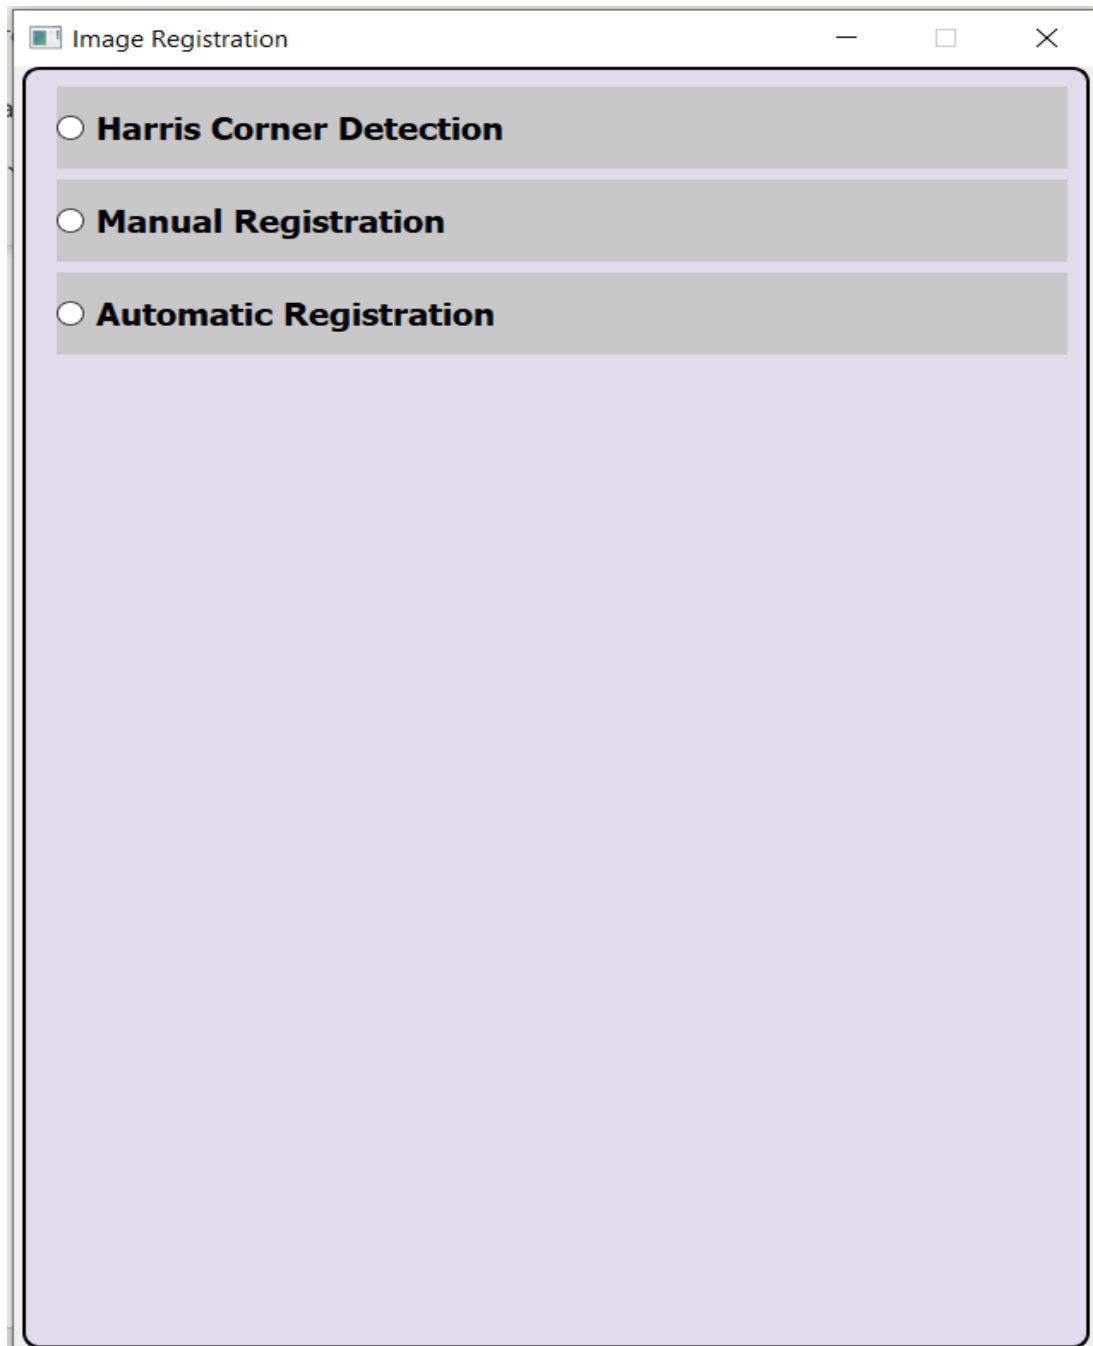 Image Registration
Harris Corner Detection
Manual Registration
Automatic Registration